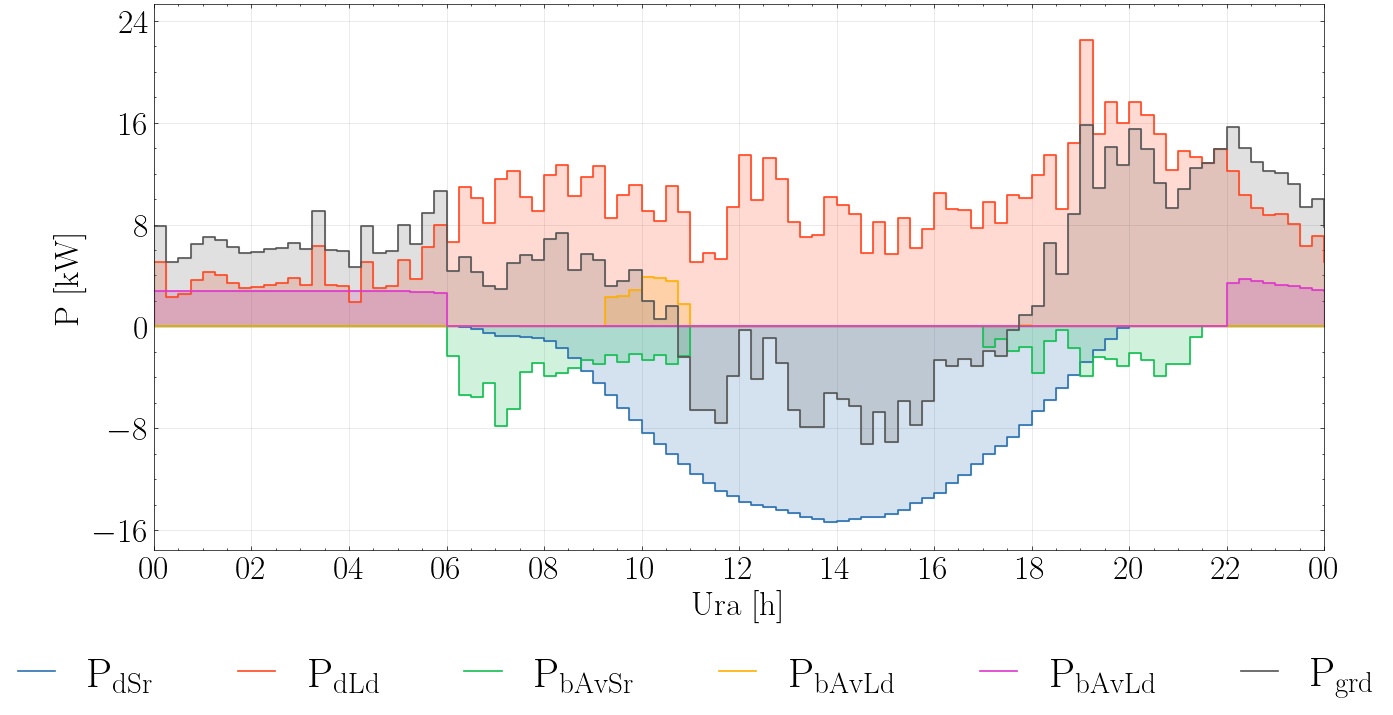 P [kW]
24
16
8
0
−8
−16
00 02 04 06 08 10 12 14 16 18 20 22 00
Ura [h]
P_dSr P_dLd P_bAvSr P_bAvLd P_bAvLd P_grd